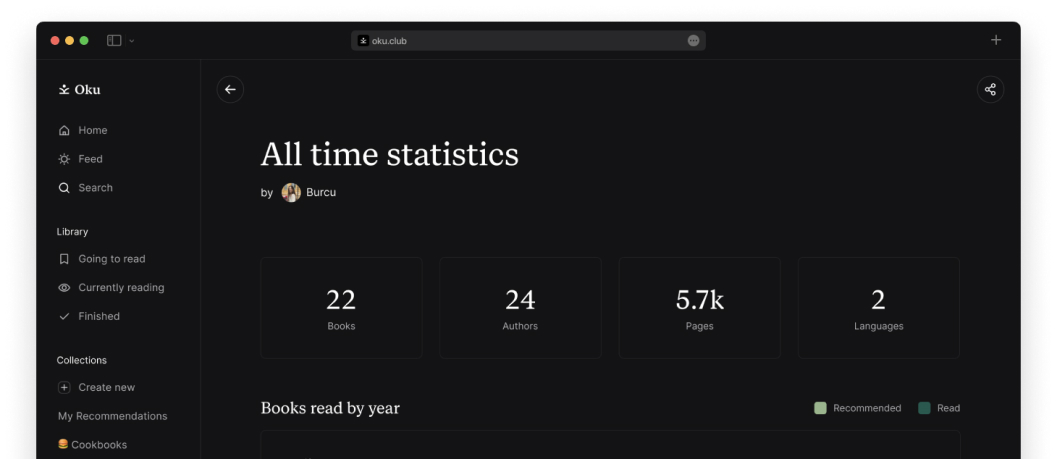 oku.club
Oku
Home
Feed
Search
Library
Going to read
Currently reading
Finished
Collections
Create new
My Recommendations
🍔 Cookbooks
All time statistics
by Burcu
22
Books
24
Authors
5.7k
Pages
2
Languages
Books read by year
Recommended
Read